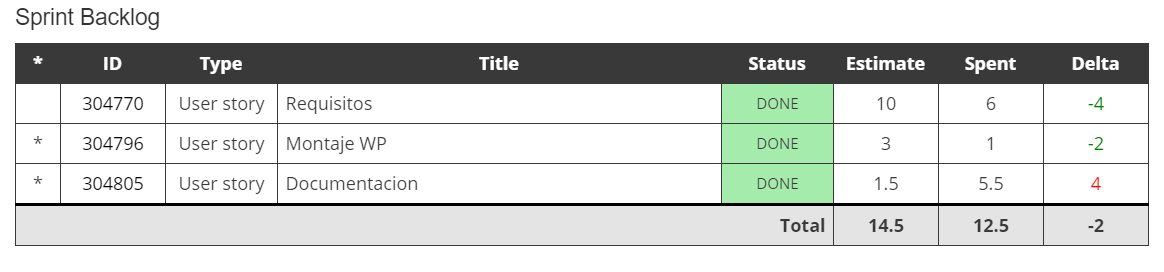 Sprint Backlog
* ID Type Title Status Estimate Spent Delta
304770 User story Requisitos DONE 10 6 -4
* 304796 User story Montaje WP DONE 3 1 -2
* 304805 User story Documentacion DONE 1.5 5.5 4
Total 14.5 12.5 -2